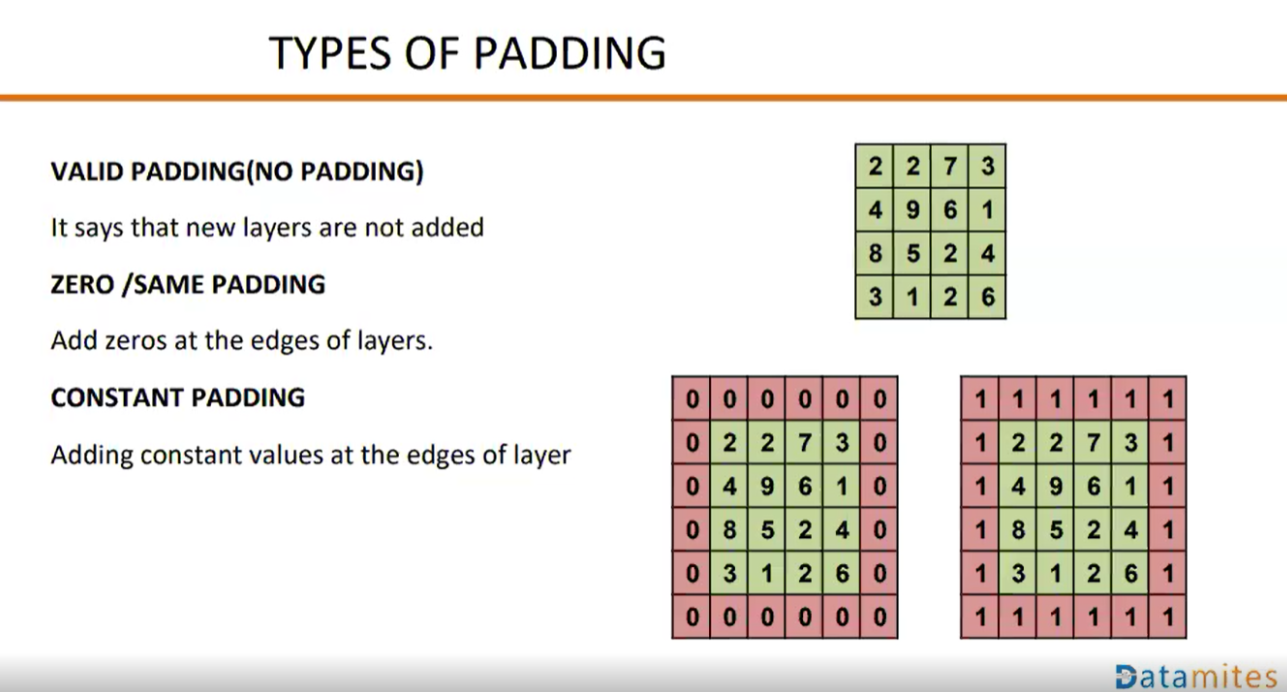 TYPES OF PADDING
VALID PADDING(NO PADDING)
It says that new layers are not added
ZERO /SAME PADDING
Add zeros at the edges of layers.
CONSTANT PADDING
Adding constant values at the edges of layer
2 2 7 3
4 9 6 1
8 5 2 4
3 1 2 6
0 0 0 0 0 0
0 2 2 7 3 0
0 4 9 6 1 0
0 8 5 2 4 0
0 3 1 2 6 0
0 0 0 0 0 0
1 1 1 1 1 1
1 2 2 7 3 1
1 4 9 6 1 1
1 8 5 2 4 1
1 3 1 2 6 1
1 1 1 1 1 1
Datamites